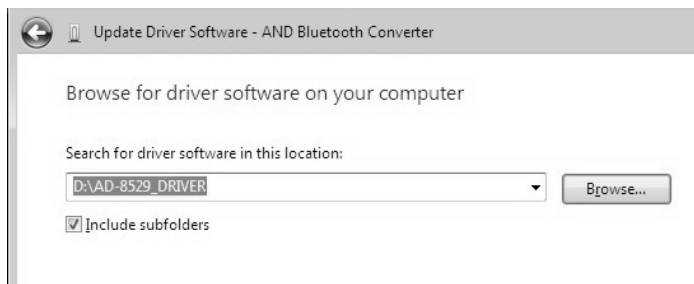 Update Driver Software - AND Bluetooth Converter
Browse for driver software on your computer
Search for driver software in this location:
D:\AD-8529_DRIVER
Browse...
Include subfolders